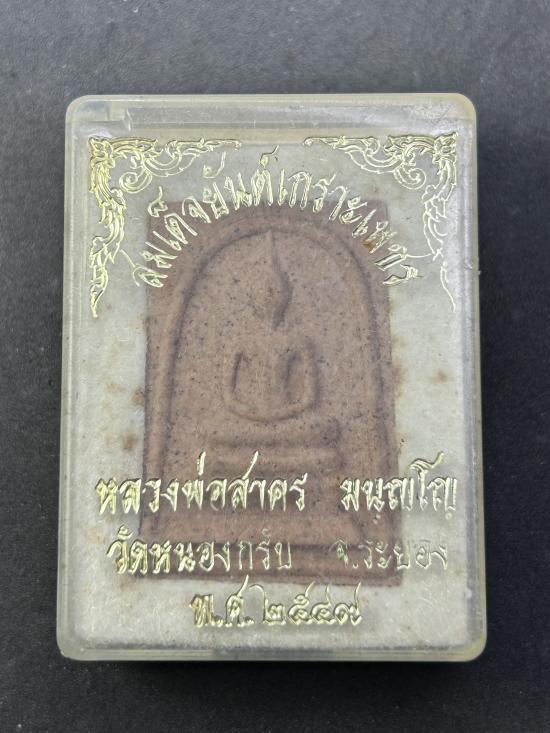 สมเด็จยันต์เกราะเพชร
หลวงพ่อสาคร มนุญฺโญ
วัดหนองกรับ จ.ระยอง
พ.ศ. ๒๕๔๗